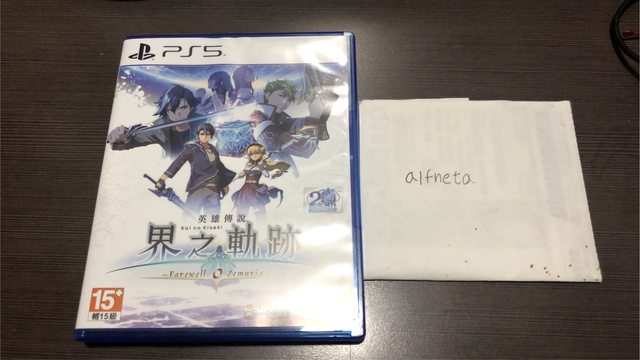 PS5
英雄傳說
Kai no Kiseki
界之軌跡
–Farewell, O Zemuria–
20th
15+
輔15級
alfneta